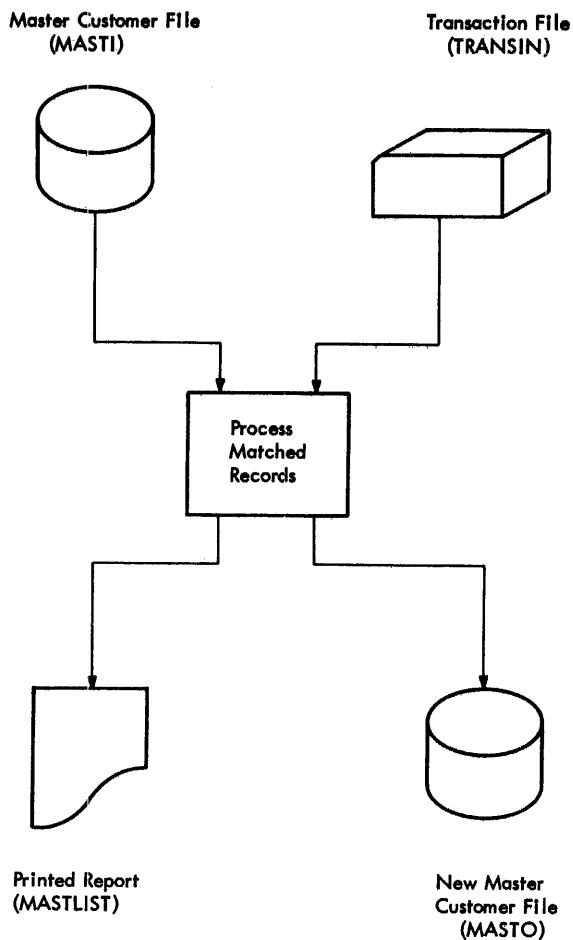 Master Customer File
(MASTI)
Transaction File
(TRANSIN)
Process
Matched
Records
Printed Report
(MASTLIST)
New Master
Customer File
(MASTO)